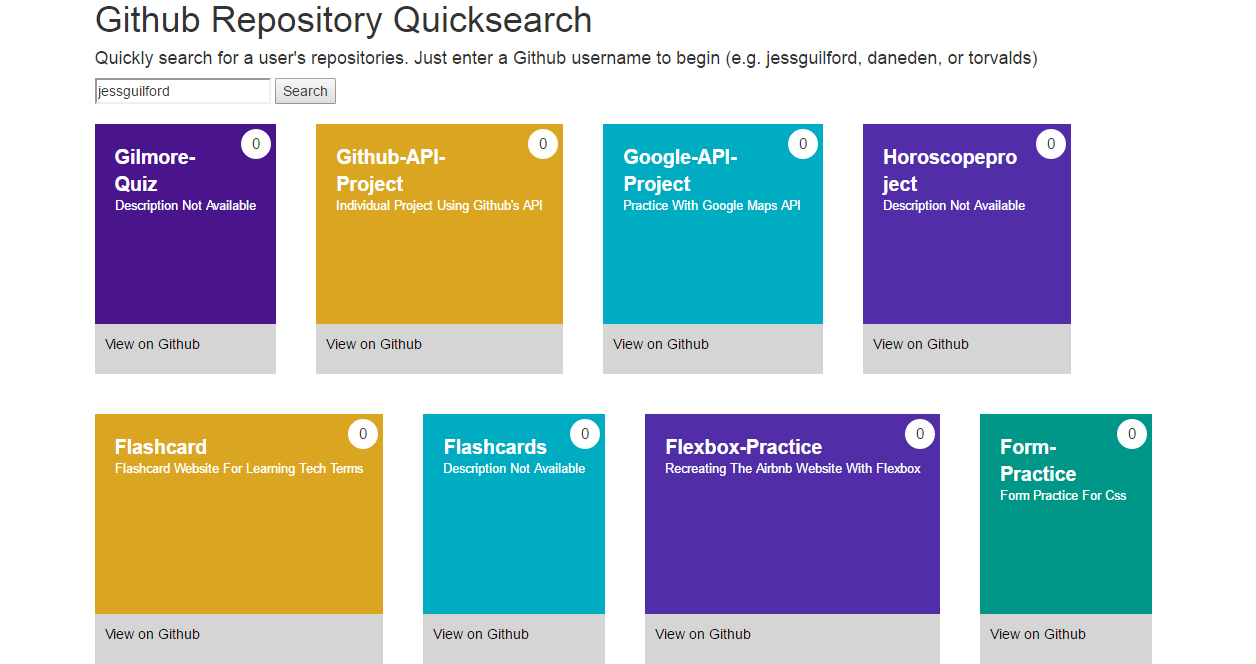 Github Repository Quicksearch
Quickly search for a user's repositories. Just enter a Github username to begin (e.g. jessguilford, daneden, or torvalds)
jessguilford Search
0
Gilmore-
Quiz
Description Not Available
View on Github
0
Github-API-
Project
Individual Project Using Github's API
View on Github
0
Google-API-
Project
Practice With Google Maps API
View on Github
0
Horoscopepro
ject
Description Not Available
View on Github
0
Flashcard
Flashcard Website For Learning Tech Terms
View on Github
0
Flashcards
Description Not Available
View on Github
0
Flexbox-Practice
Recreating The Airbnb Website With Flexbox
View on Github
0
Form-
Practice
Form Practice For Css
View on Github